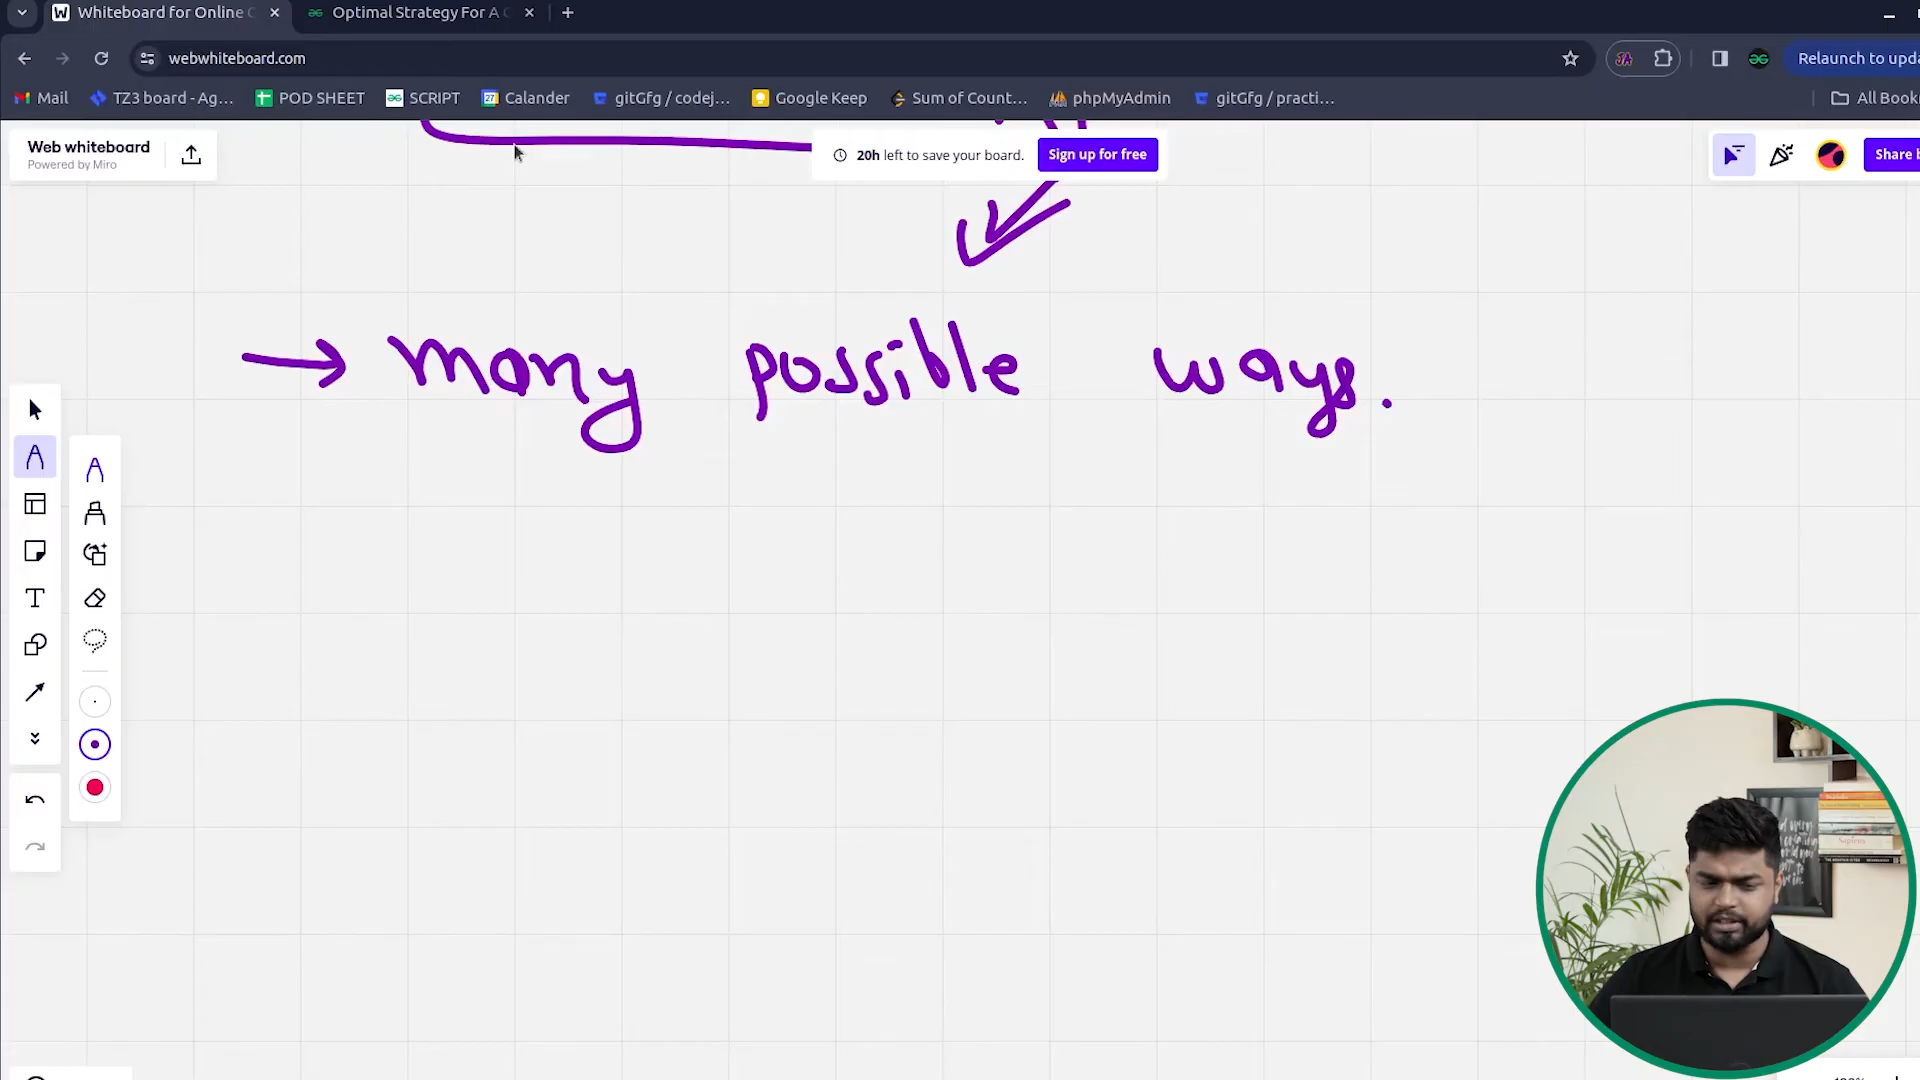 Whiteboard for Online C
Optimal Strategy For A G
webwhiteboard.com
Relaunch to upda
Mail
TZ3 board - Ag...
POD SHEET
SCRIPT
Calander
gitGfg / codej...
Google Keep
Sum of Count...
phpMyAdmin
gitGfg / practi...
All Book
Web whiteboard
Powered by Miro
20h left to save your board.
Sign up for free
Share b
→ many possible ways.